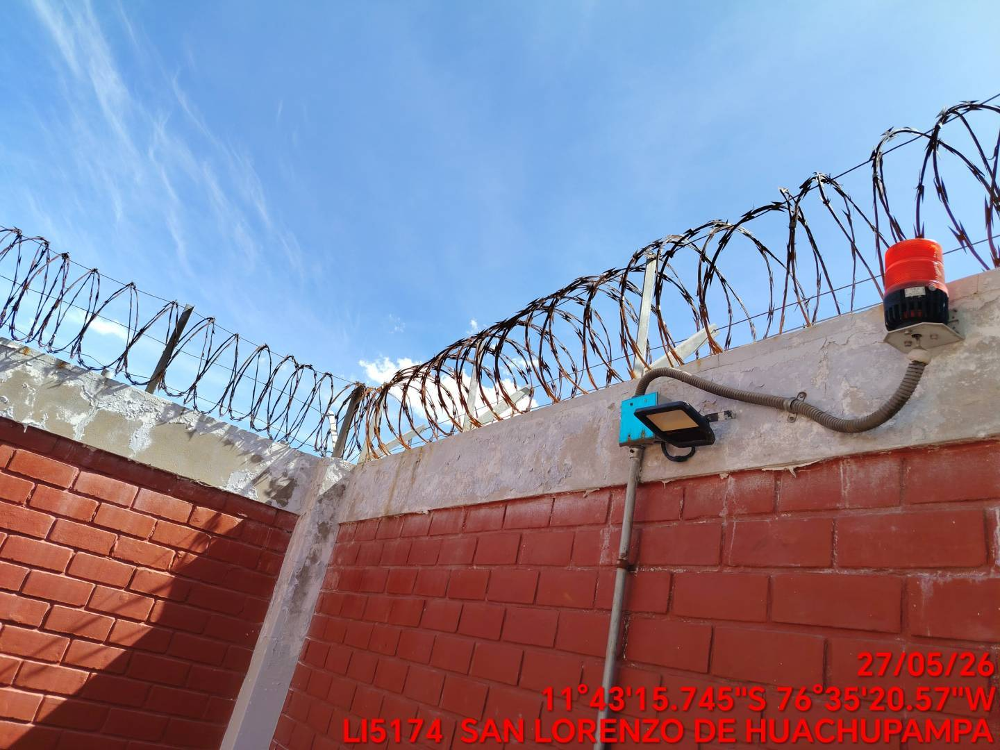 27/05/26
11°43'15.745"S 76°35'20.57"W
LI5174 SAN LORENZO DE HUACHUPAMPA